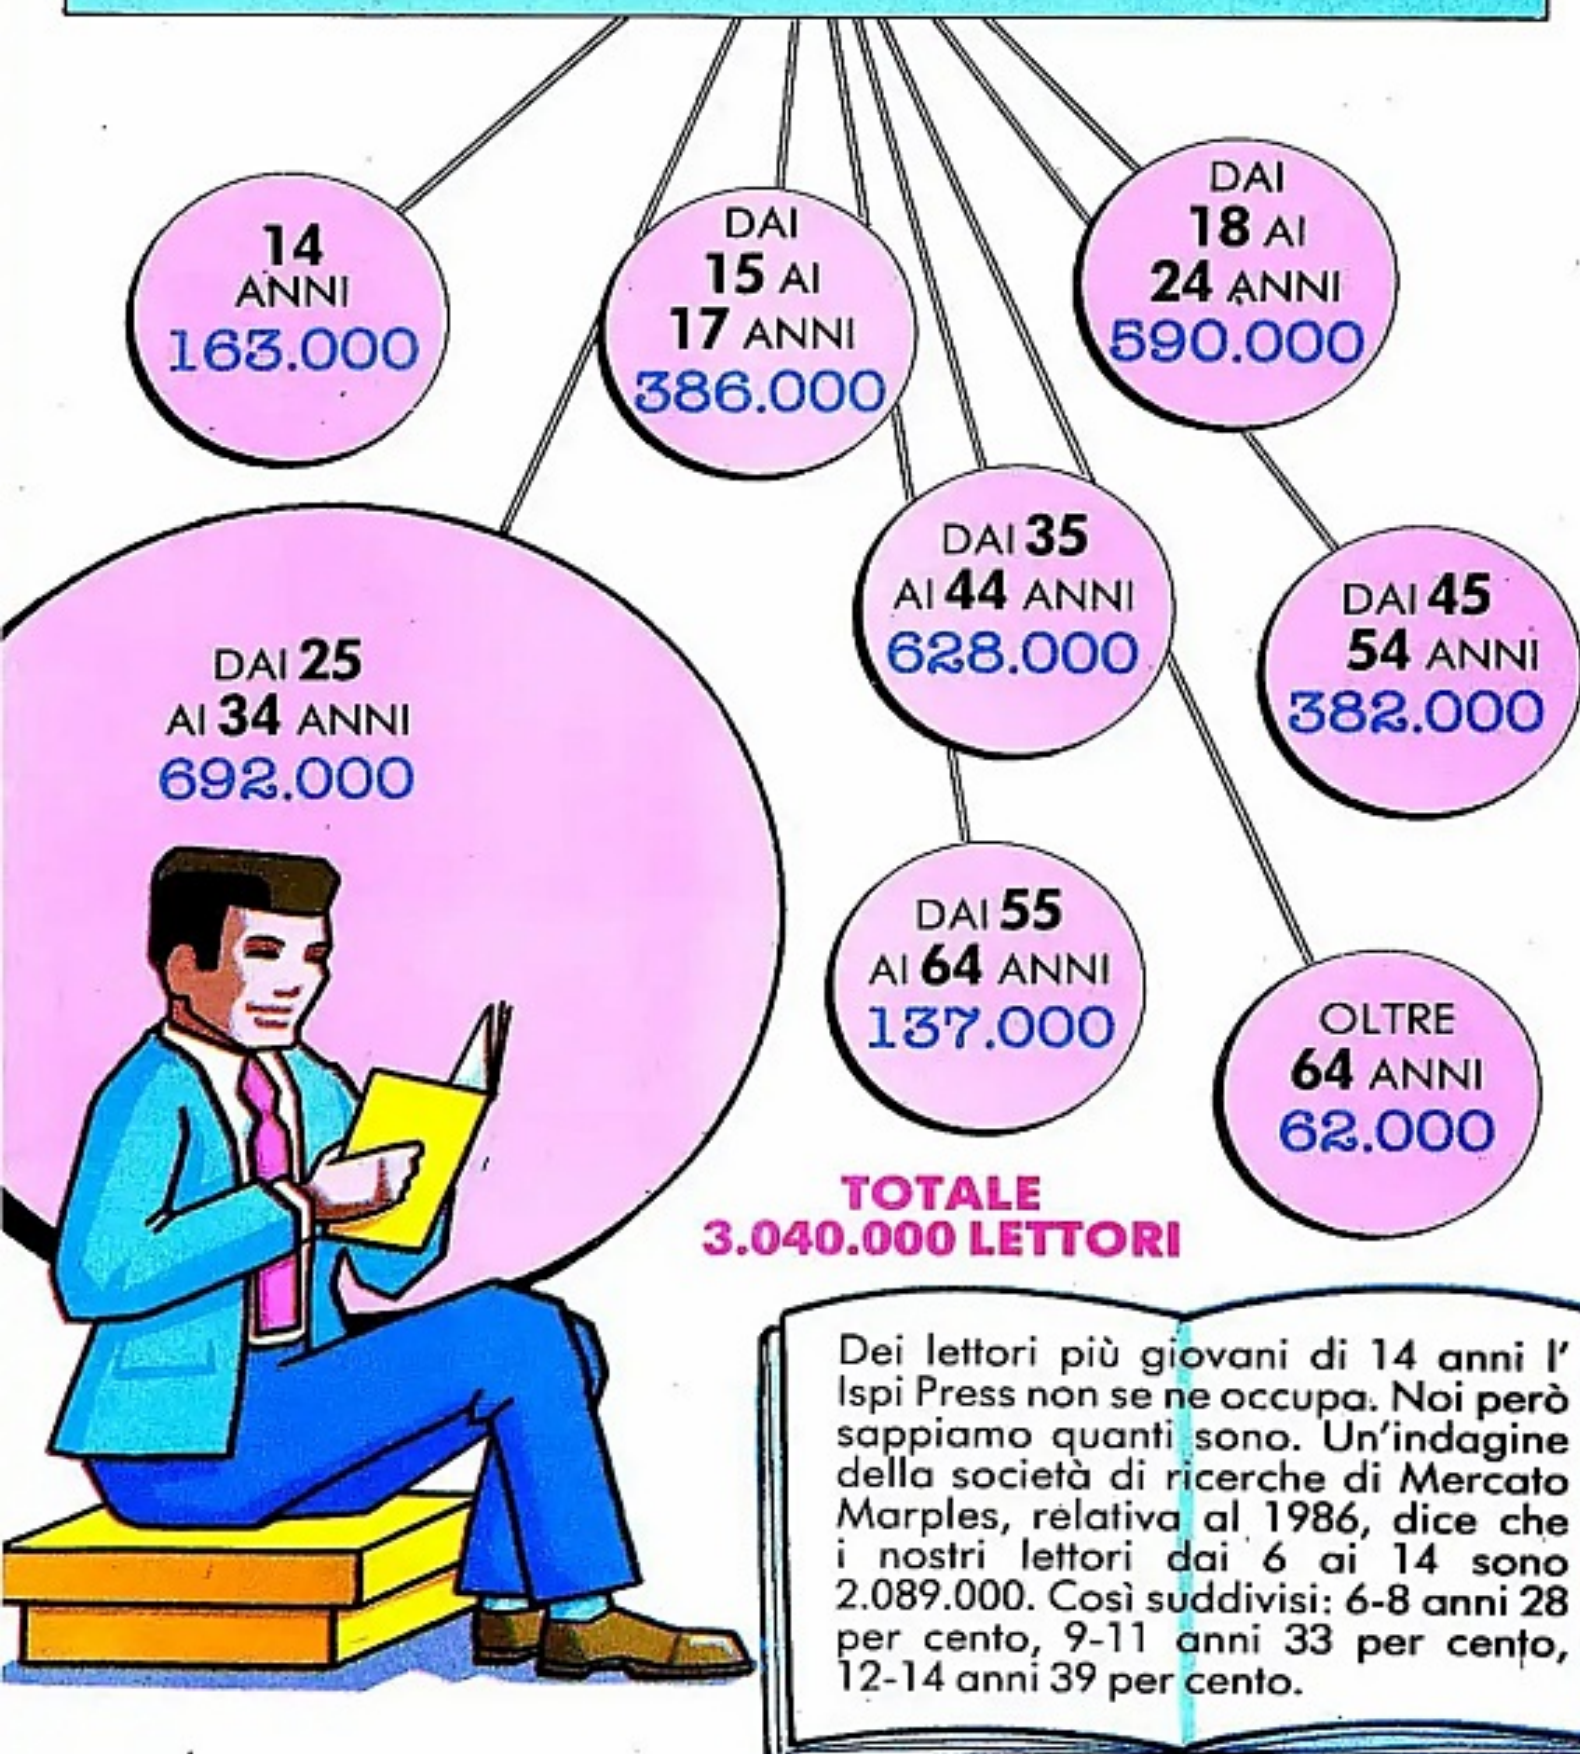 14
ANNI
163.000
DAI
15 AI
17 ANNI
386.000
DAI
18 AI
24 ANNI
590.000
DAI 25
AI 34 ANNI
692.000
DAI 35
AI 44 ANNI
628.000
DAI 45
54 ANNI
382.000
DAI 55
AI 64 ANNI
137.000
OLTRE
64 ANNI
62.000
TOTALE
3.040.000 LETTORI
Dei lettori più giovani di 14 anni l'
Ispi Press non se ne occupa. Noi però
sappiamo quanti sono. Un'indagine
della società di ricerche di Mercato
Marples, relativa al 1986, dice che
i nostri lettori dai 6 ai 14 sono
2.089.000. Così suddivisi: 6-8 anni 28
per cento, 9-11 anni 33 per cento,
12-14 anni 39 per cento.